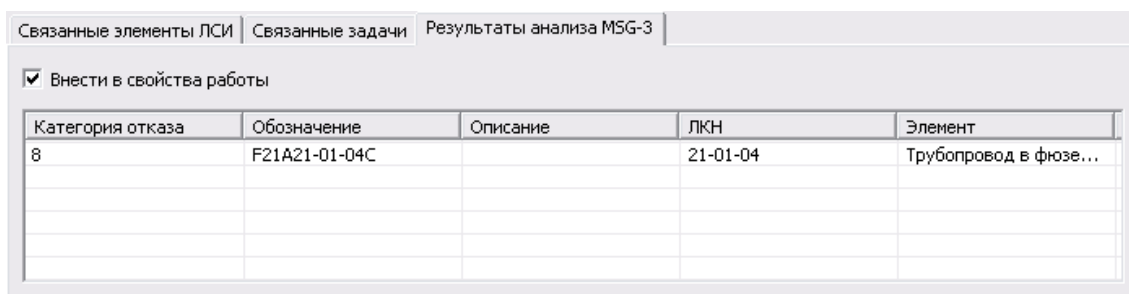 Связанные элементы ЛСИ Связанные задачи Результаты анализа MSG-3
Внести в свойства работы
Категория отказа Обозначение Описание ЛКН Элемент
8 F21A21-01-04C 21-01-04 Трубопровод в фюзе...